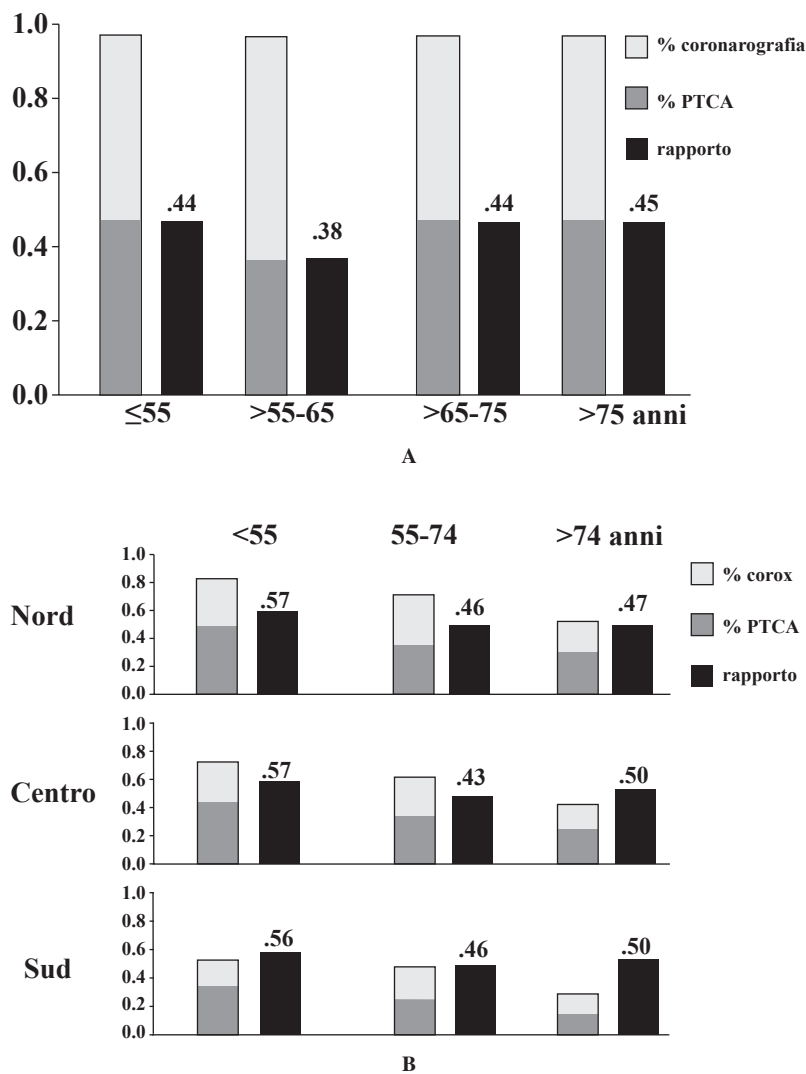 1.0
0.8
0.6
0.4
0.2
0.0
% coronarografia
% PTCA
rapporto
.44 .38 .44 .45
≤55 >55-65 >65-75 >75 anni
A
<55 55-74 >74 anni
Nord
1.0
0.8
0.6
0.4
0.2
0.0
.57 .46 .47
% corox
% PTCA
rapporto
Centro
1.0
0.8
0.6
0.4
0.2
0.0
.57 .43 .50
Sud
1.0
0.8
0.6
0.4
0.2
0.0
.56 .46 .50
B